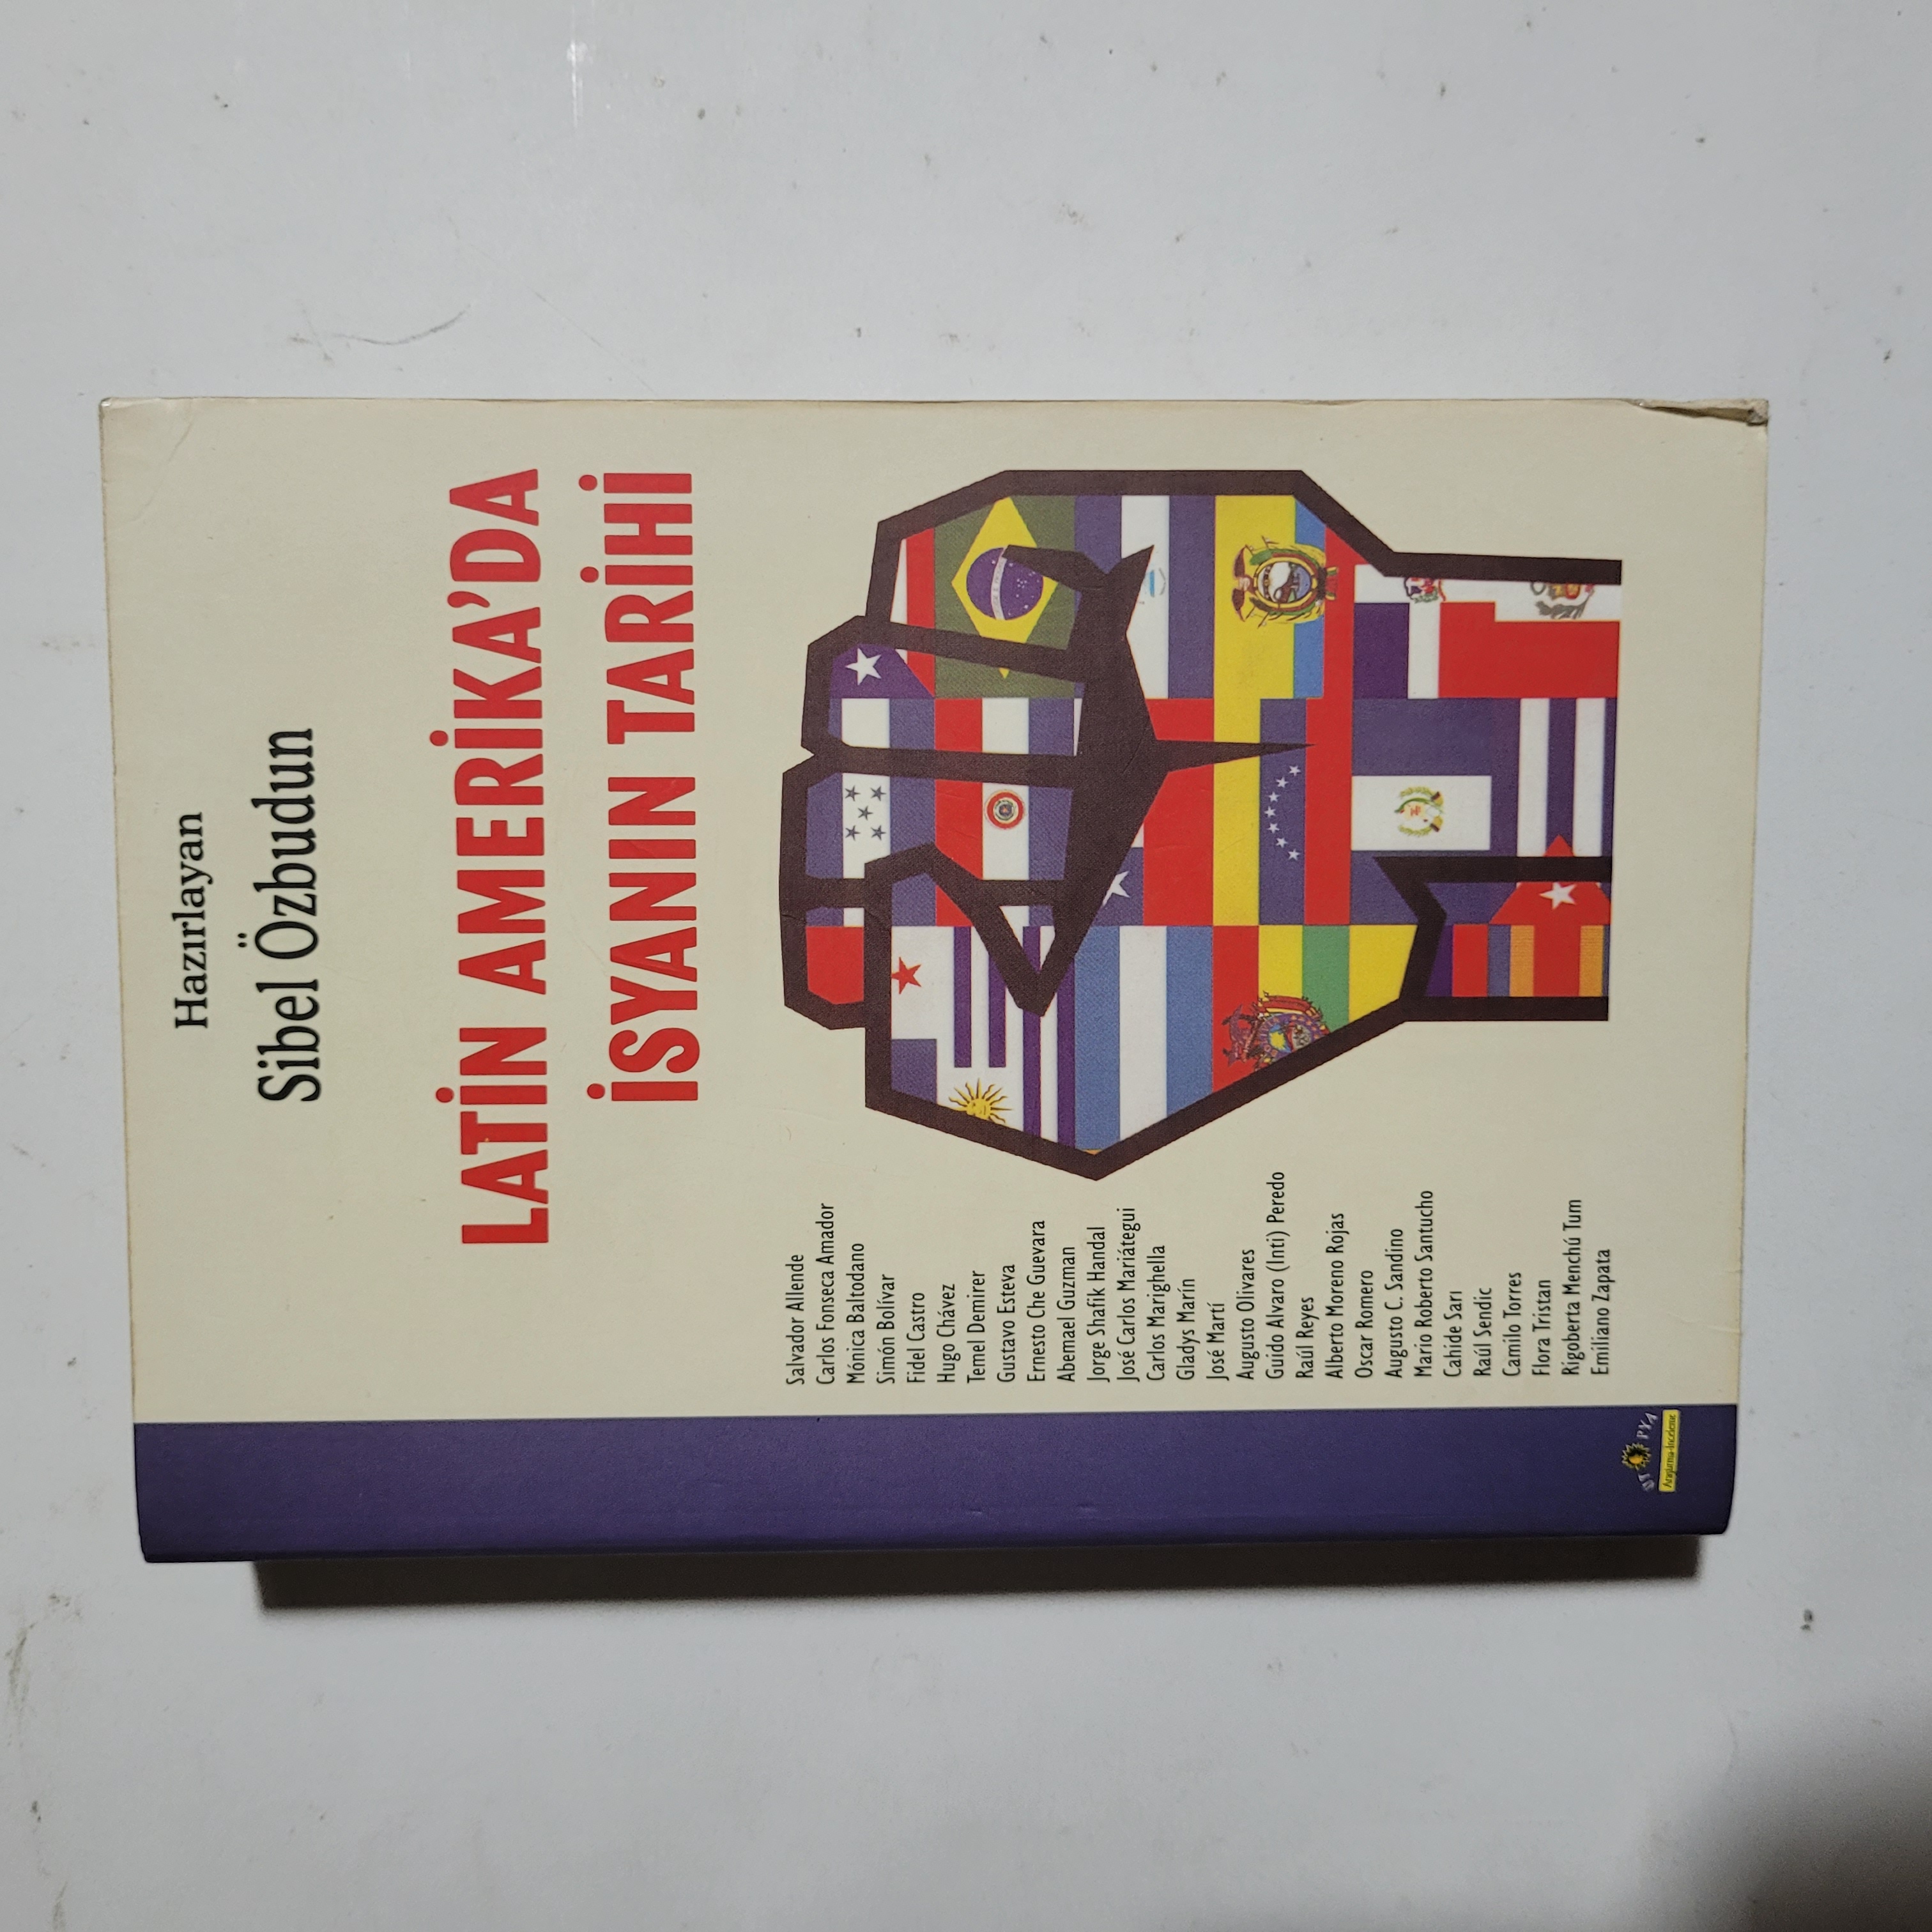 Hazırlayan
Sibel Özbudun
LATİN AMERİKA'DA
İSYANIN TARİHİ
Salvador Allende
Carlos Fonseca Amador
Mónica Baltodano
Simón Bolívar
Fidel Castro
Hugo Chávez
Temel Demirer
Gustavo Esteva
Ernesto Che Guevara
Abemael Guzman
Jorge Shafik Handal
José Carlos Mariátegui
Carlos Marighella
Gladys Marín
José Martí
Augusto Olivares
Guido Alvaro (Inti) Peredo
Raúl Reyes
Alberto Moreno Rojas
Oscar Romero
Augusto C. Sandino
Mario Roberto Santucho
Cahide Sarı
Raúl Sendic
Camilo Torres
Flora Tristan
Rigoberta Menchú Tum
Emiliano Zapata
ÜTOPYA
Araştırma-İnceleme